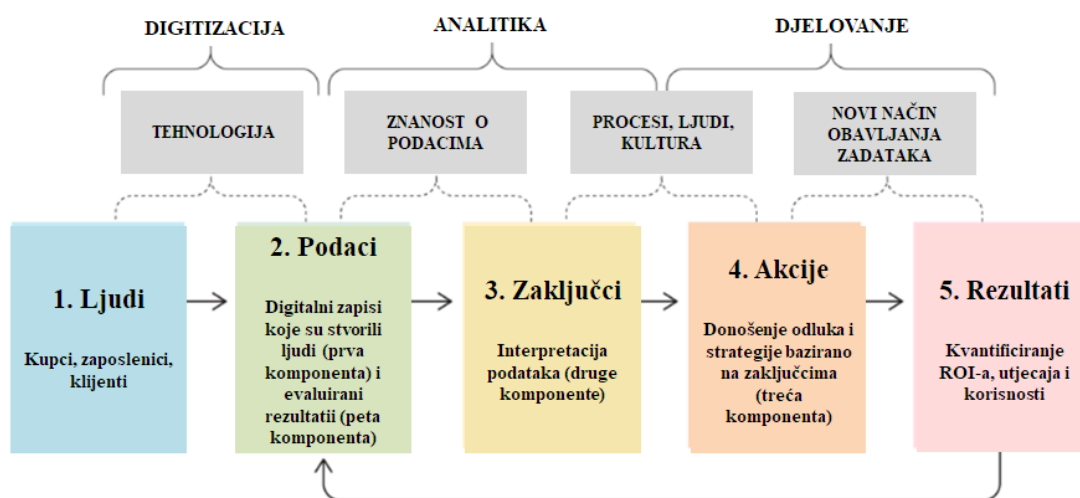 DIGITIZACIJA
ANALITIKA
DJELOVANJE
TEHNOLOGIJA
ZNANOST O
PODACIMA
PROCESI, LJUDI,
KULTURA
NOVI NAČIN
OBAVLJANJA
ZADATAKA
1. Ljudi
Kupci, zaposlenici,
klijenti
2. Podaci
Digitalni zapisi
koje su stvorili
ljudi (prva
komponenta) i
evaluirani
rezultatii (peta
komponenta)
3. Zaključci
Interpretacija
podataka (druge
komponente)
4. Akcije
Donošenje odluka i
strategije bazirano
na zaključcima
(treća
komponenta)
5. Rezultati
Kvantificiranje
ROI-a, utjecaja i
korisnosti